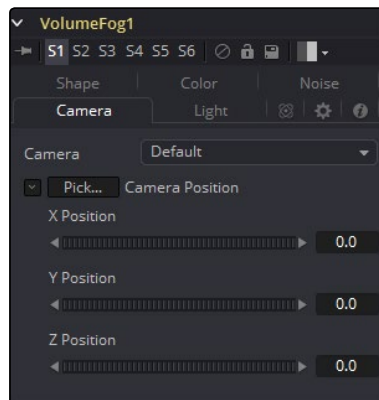 VolumeFog1
S1 S2 S3 S4 S5 S6
Shape Color Noise
Camera Light
Camera Default
Pick... Camera Position
X Position
0.0
Y Position
0.0
Z Position
0.0